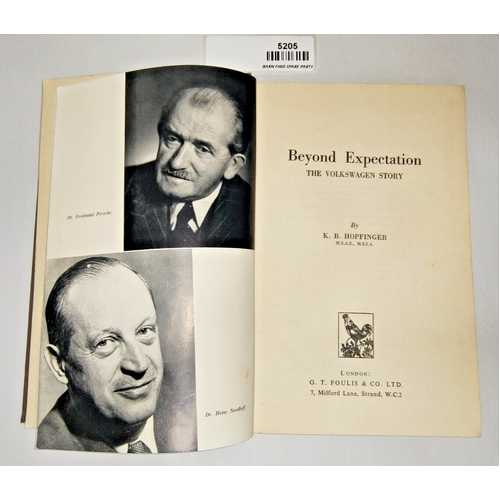 5205
BARN FIND SPARE PARTS
Dr. Ferdinand Porsche
Dr. Heinz Nordhoff
Beyond Expectation
THE VOLKSWAGEN STORY
By
K. B. HOPFINGER
M.S.A.E., M.S.I.A.
LONDON:
G. T. FOULIS & CO. LTD.
7, Milford Lane, Strand, W.C.2